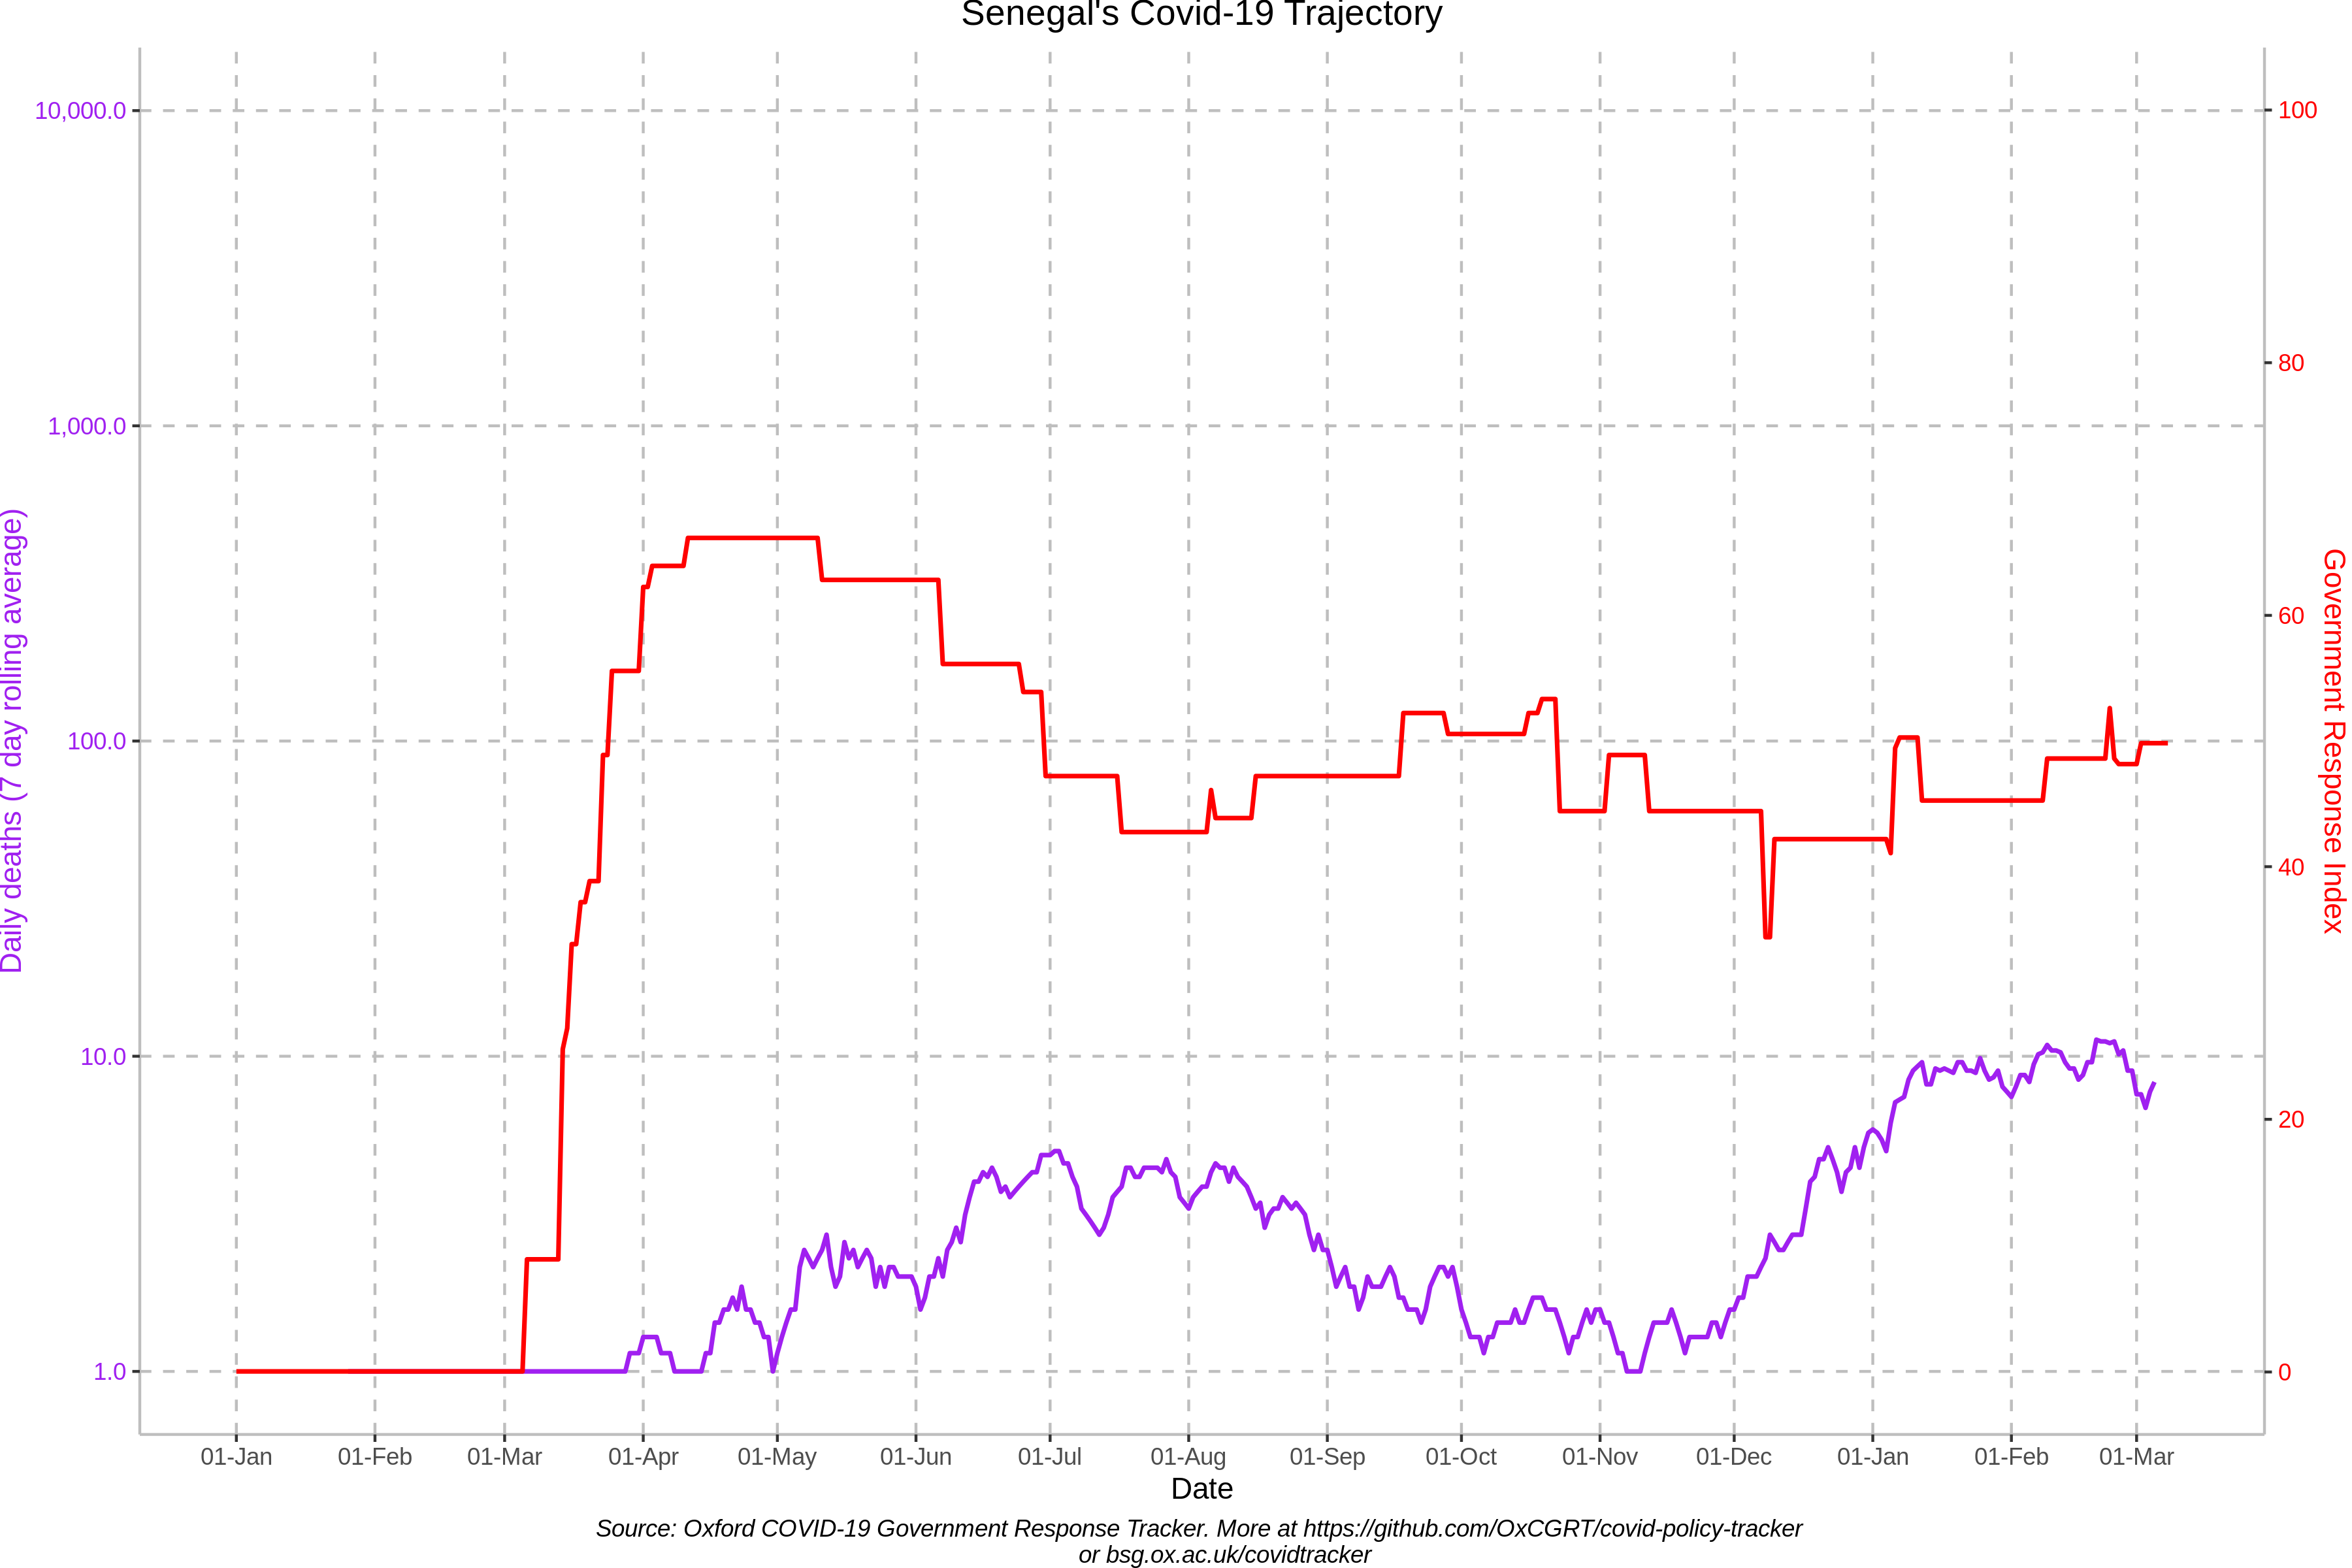 Senegal's Covid-19 Trajectory
10,000.0
1,000.0
100.0
10.0
1.0
Daily deaths (7 day rolling average)
100
80
60
40
20
0
Government Response Index
01-Jan 01-Feb 01-Mar 01-Apr 01-May 01-Jun 01-Jul 01-Aug 01-Sep 01-Oct 01-Nov 01-Dec 01-Jan 01-Feb 01-Mar
Date
Source: Oxford COVID-19 Government Response Tracker. More at https://github.com/OxCGRT/covid-policy-tracker
or bsg.ox.ac.uk/covidtracker